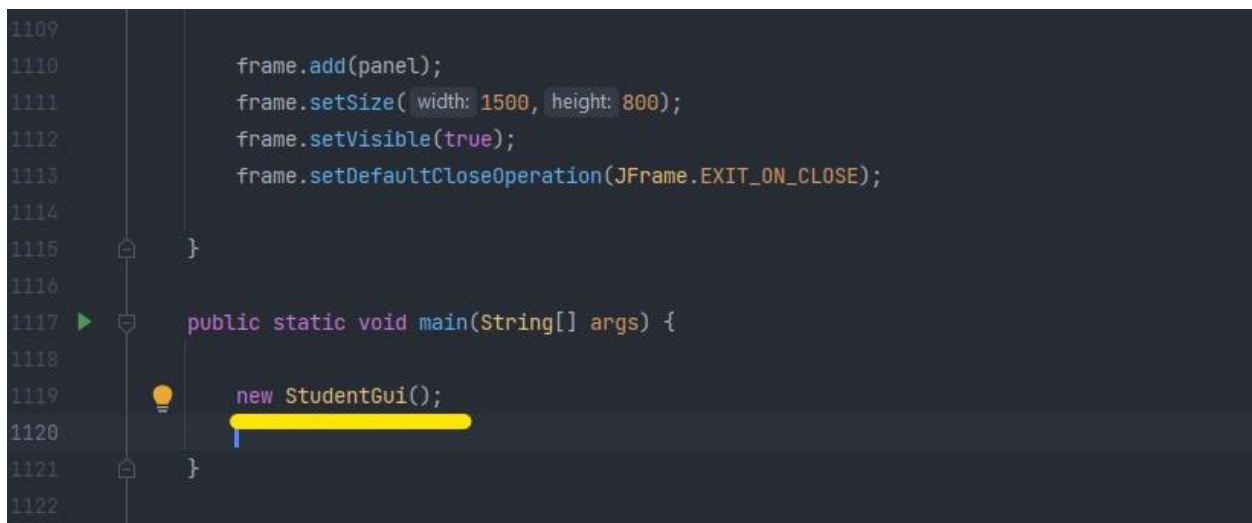 1109
1110 frame.add(panel);
1111 frame.setSize( width: 1500, height: 800);
1112 frame.setVisible(true);
1113 frame.setDefaultCloseOperation(JFrame.EXIT_ON_CLOSE);
1114
1115 }
1116
1117 public static void main(String[] args) {
1118
1119 new StudentGui();
1120
1121 }
1122